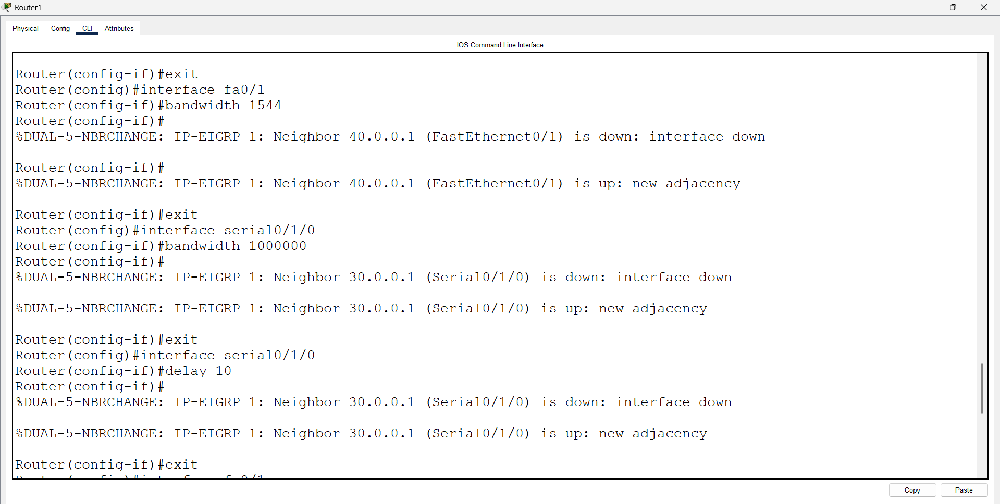 Router1
Physical Config CLI Attributes
IOS Command Line Interface
Router(config-if)#exit
Router(config)#interface fa0/1
Router(config-if)#bandwidth 1544
Router(config-if)#
%DUAL-5-NBRCHANGE: IP-EIGRP 1: Neighbor 40.0.0.1 (FastEthernet0/1) is down: interface down
Router(config-if)#
%DUAL-5-NBRCHANGE: IP-EIGRP 1: Neighbor 40.0.0.1 (FastEthernet0/1) is up: new adjacency
Router(config-if)#exit
Router(config)#interface serial0/1/0
Router(config-if)#bandwidth 1000000
Router(config-if)#
%DUAL-5-NBRCHANGE: IP-EIGRP 1: Neighbor 30.0.0.1 (Serial0/1/0) is down: interface down
%DUAL-5-NBRCHANGE: IP-EIGRP 1: Neighbor 30.0.0.1 (Serial0/1/0) is up: new adjacency
Router(config-if)#exit
Router(config)#interface serial0/1/0
Router(config-if)#delay 10
Router(config-if)#
%DUAL-5-NBRCHANGE: IP-EIGRP 1: Neighbor 30.0.0.1 (Serial0/1/0) is down: interface down
%DUAL-5-NBRCHANGE: IP-EIGRP 1: Neighbor 30.0.0.1 (Serial0/1/0) is up: new adjacency
Router(config-if)#exit
Router(config)#interface fa0/1
Copy Paste